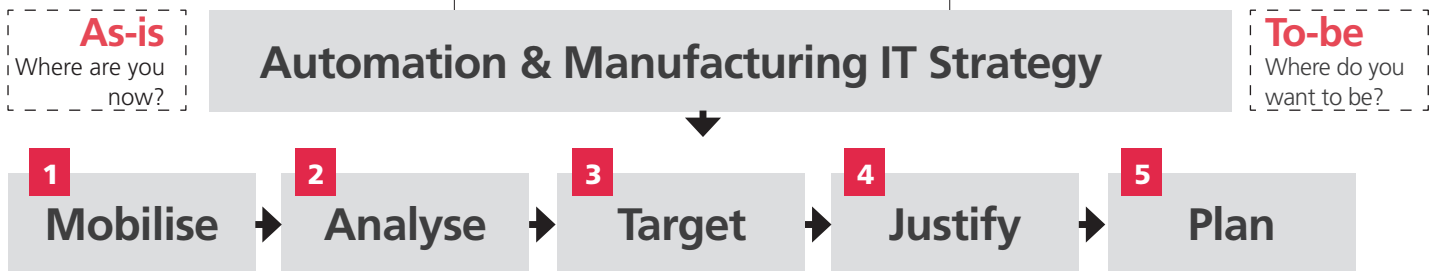 As-is
Where are you
now?
Automation & Manufacturing IT Strategy
To-be
Where do you
want to be?
1
Mobilise
2
Analyse
3
Target
4
Justify
5
Plan